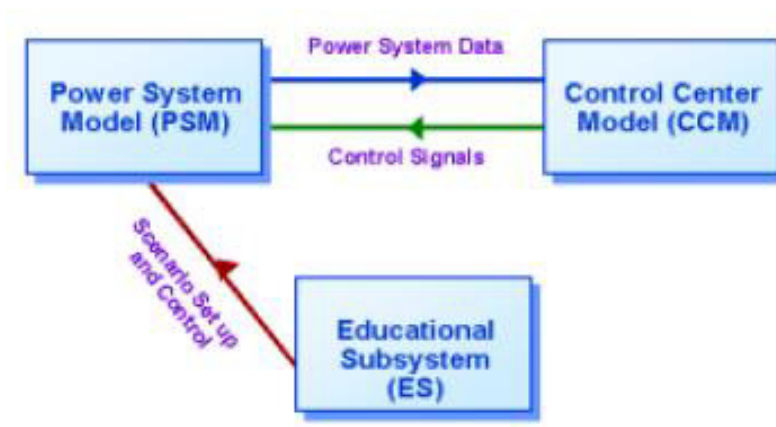 Power System Data
Power System
Model (PSM)
Control Center
Model (CCM)
Control Signals
Scenario Set up
and Control
Educational
Subsystem
(ES)